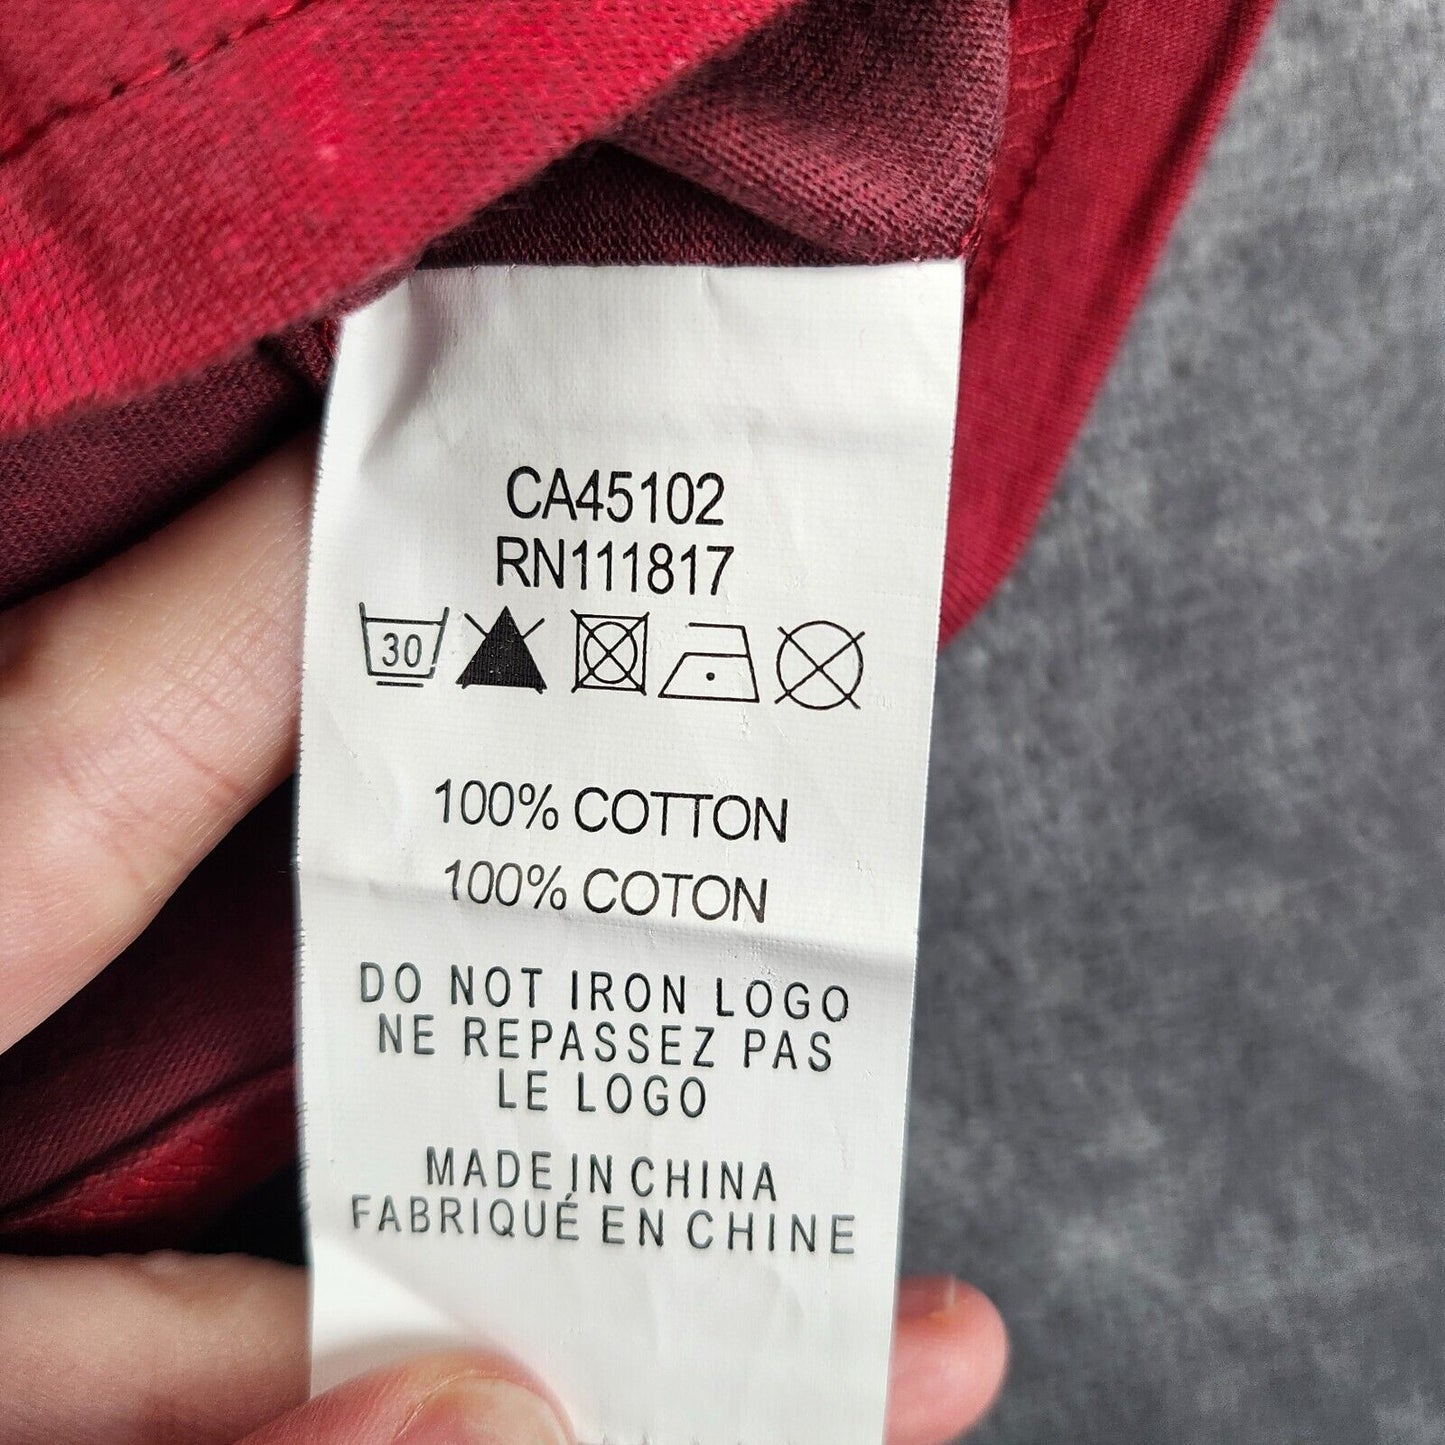 CA45102
RN111817
30
100% COTTON
100% COTON
DO NOT IRON LOGO
NE REPASSEZ PAS
LE LOGO
MADE IN CHINA
FABRIQUÉ EN CHINE